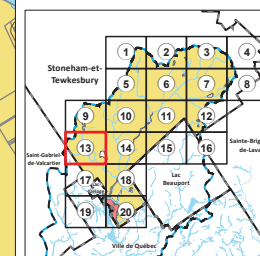 1 2 3 4
Stoneham-et-
Tewkesbury
5 6 7 8
9 10 11 12
13 14 15 16
Saint-Gabriel
de-Valcartier
Sainte-Brig
de-Lava
Lac
Beauport
17 18
19 20
Ville de Québec